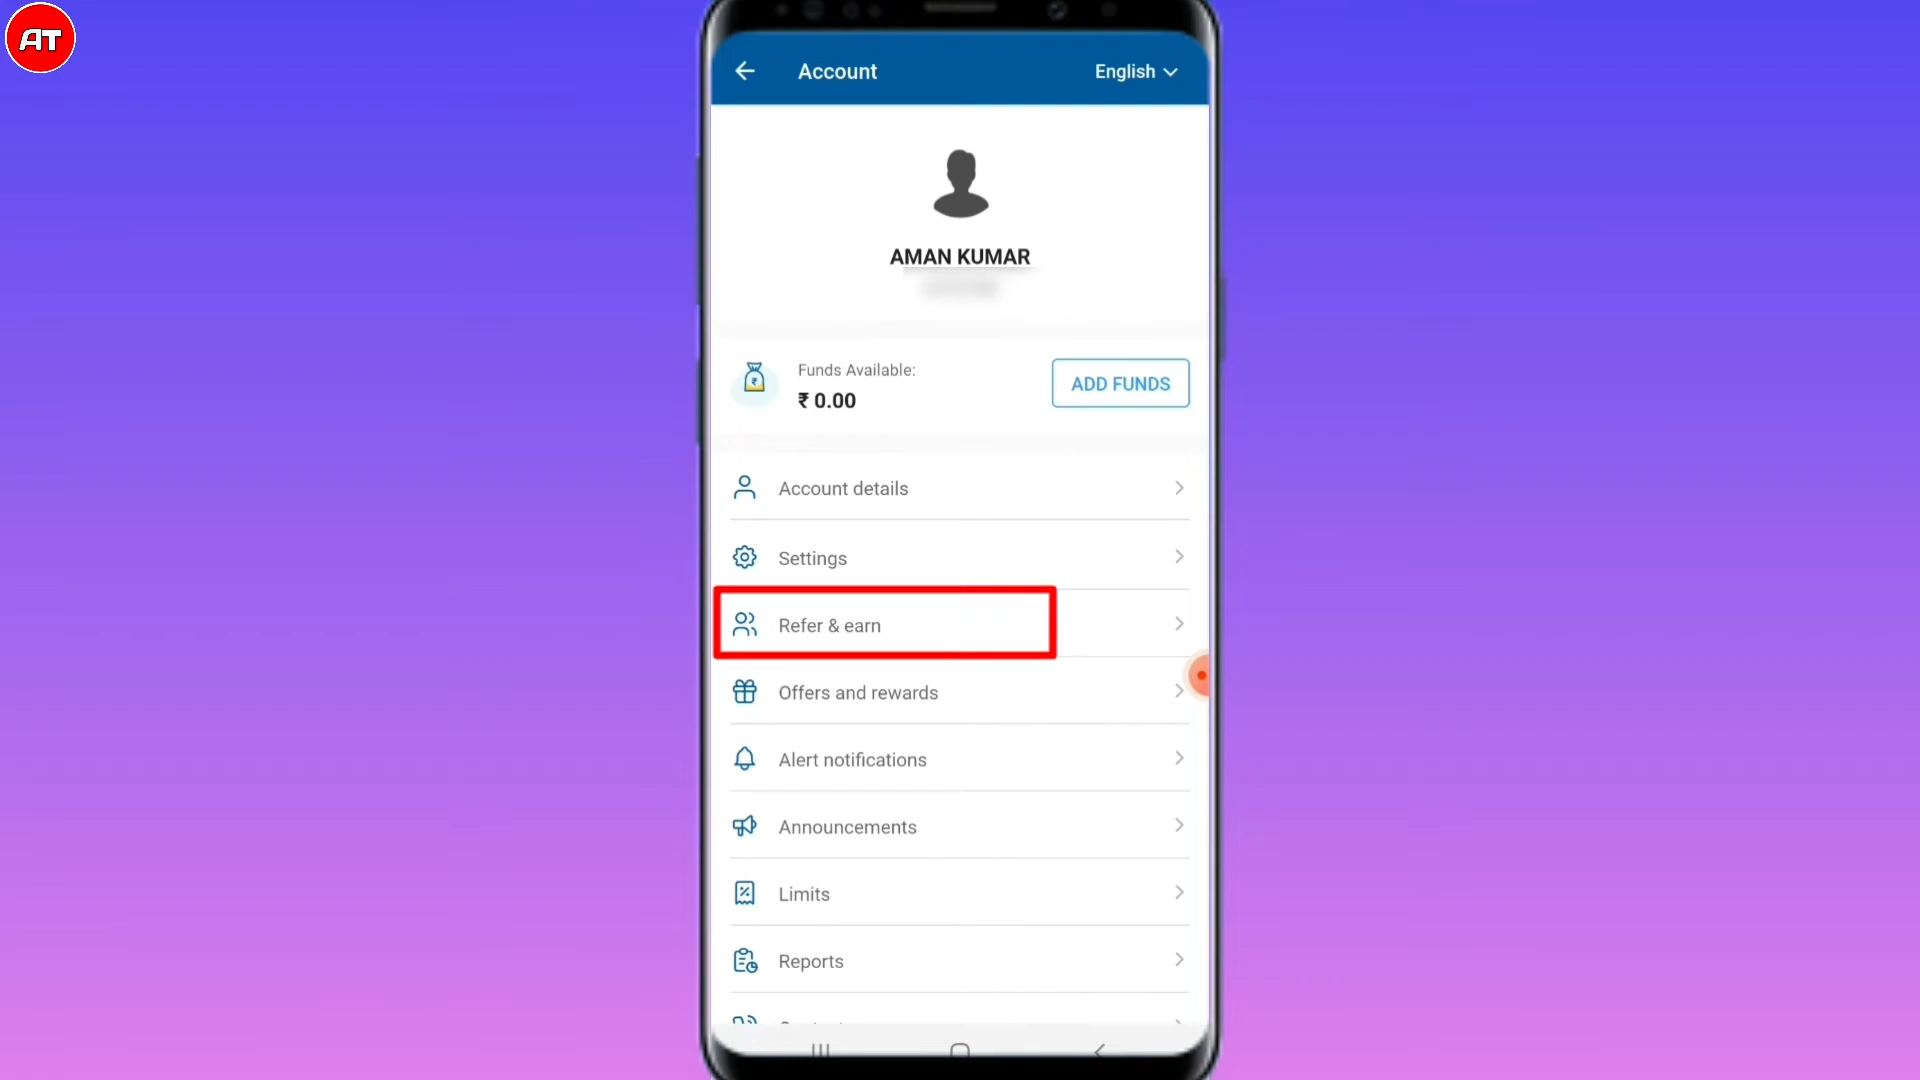 AT
Account
English
AMAN KUMAR
Funds Available:
₹ 0.00
ADD FUNDS
Account details
Settings
Refer & earn
Offers and rewards
Alert notifications
Announcements
Limits
Reports